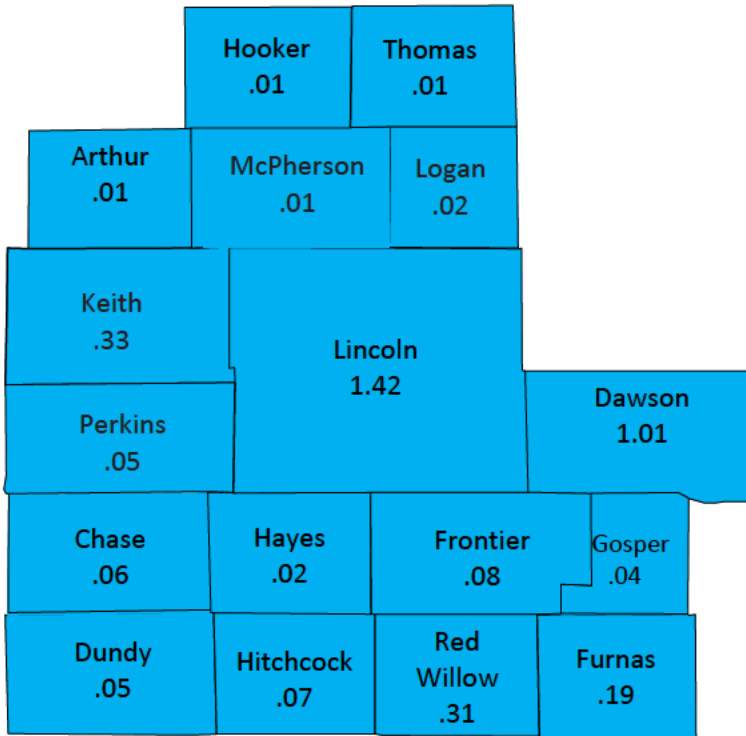 Hooker
.01
Thomas
.01
Arthur
.01
McPherson
.01
Logan
.02
Keith
.33
Lincoln
1.42
Perkins
.05
Dawson
1.01
Chase
.06
Hayes
.02
Frontier
.08
Gosper
.04
Dundy
.05
Hitchcock
.07
Red
Willow
.31
Furnas
.19